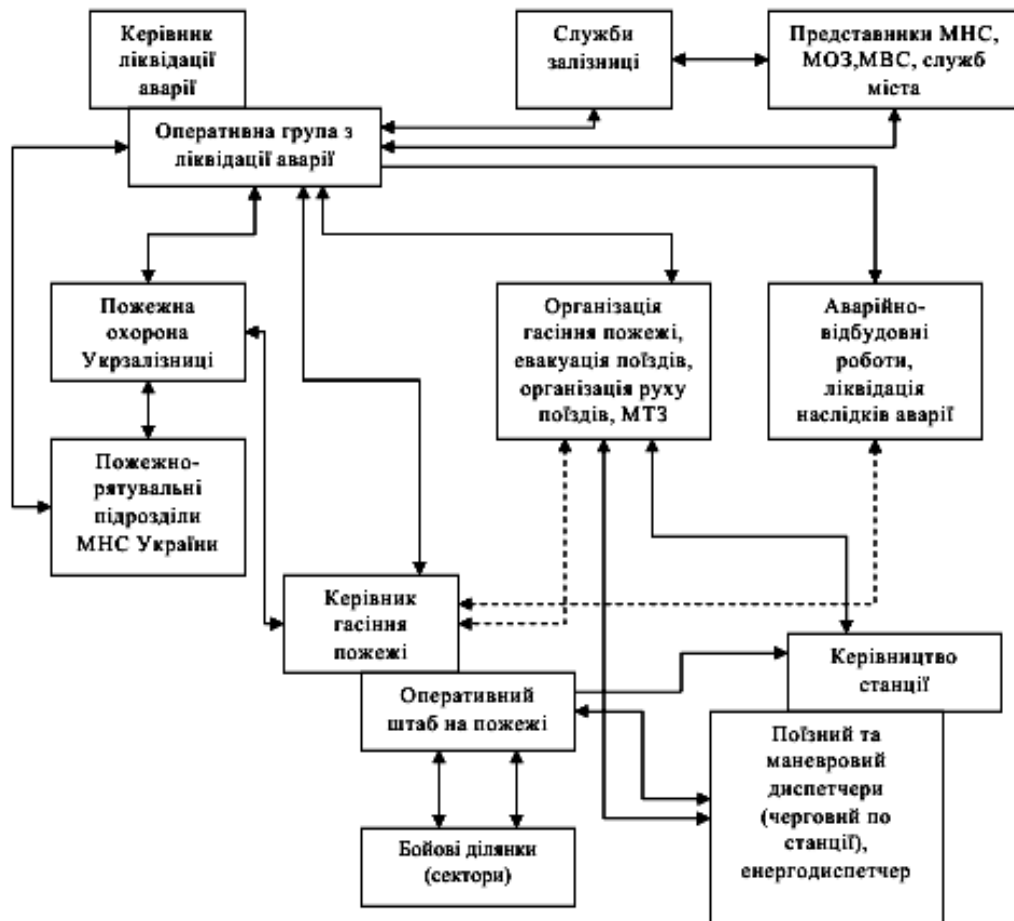 Керівник
ліквідації
аварії
Служби
залізниці
Представники МНС,
МОЗ,МВС, служб
міста
Оперативна група з
ліквідації аварії
Пожежна
охорона
Укрзалізниці
Організація
гасіння пожежі,
евакуація поїздів,
організація руху
поїздів, МТЗ
Аварійно-
відбудовні
роботи,
ліквідація
наслідків аварії
Пожежно-
рятувальні
підрозділи
МНС України
Керівник
гасіння
пожежі
Керівництво
станції
Оперативний
штаб на пожежі
Поїзний та
маневровий
диспетчери
(черговий по
станції),
енергодиспетчер
Бойові ділянки
(сектори)